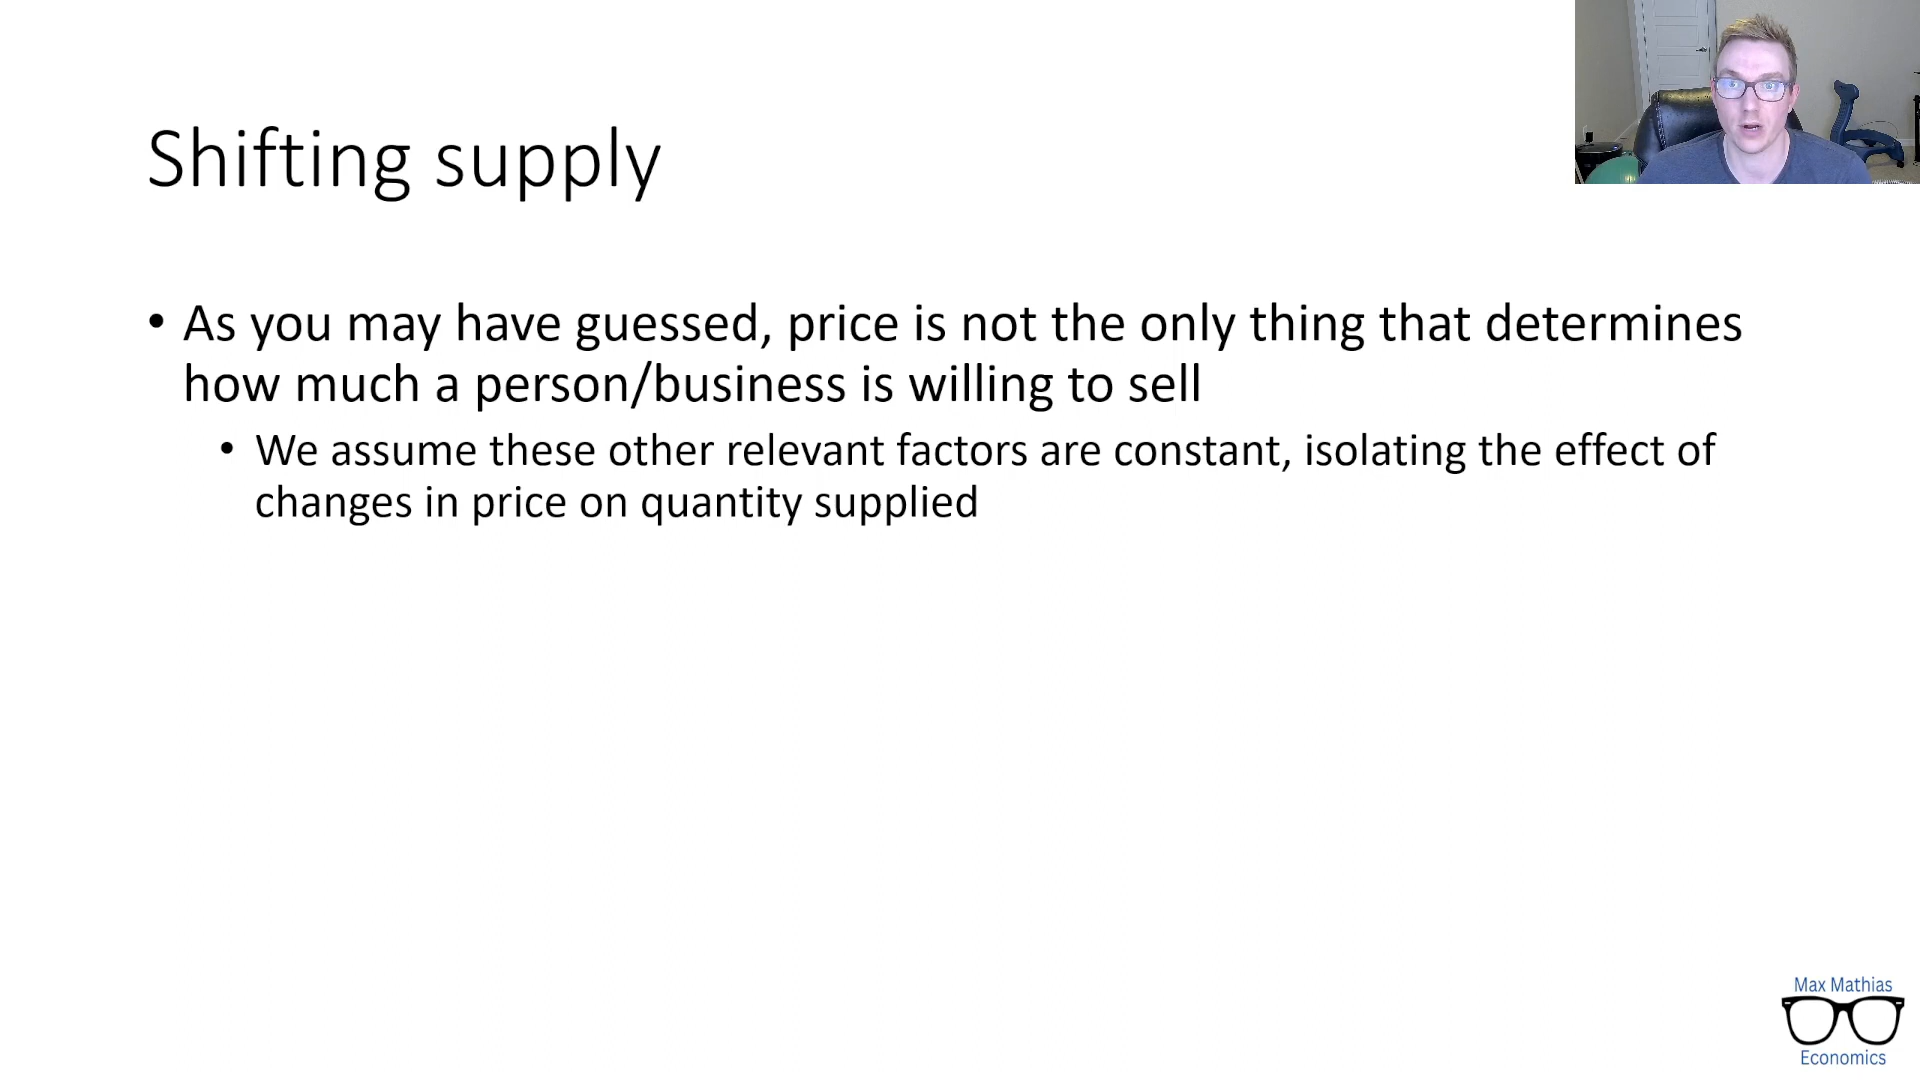 Shifting supply
• As you may have guessed, price is not the only thing that determines
how much a person/business is willing to sell
• We assume these other relevant factors are constant, isolating the effect of
changes in price on quantity supplied
Max Mathias
Economics